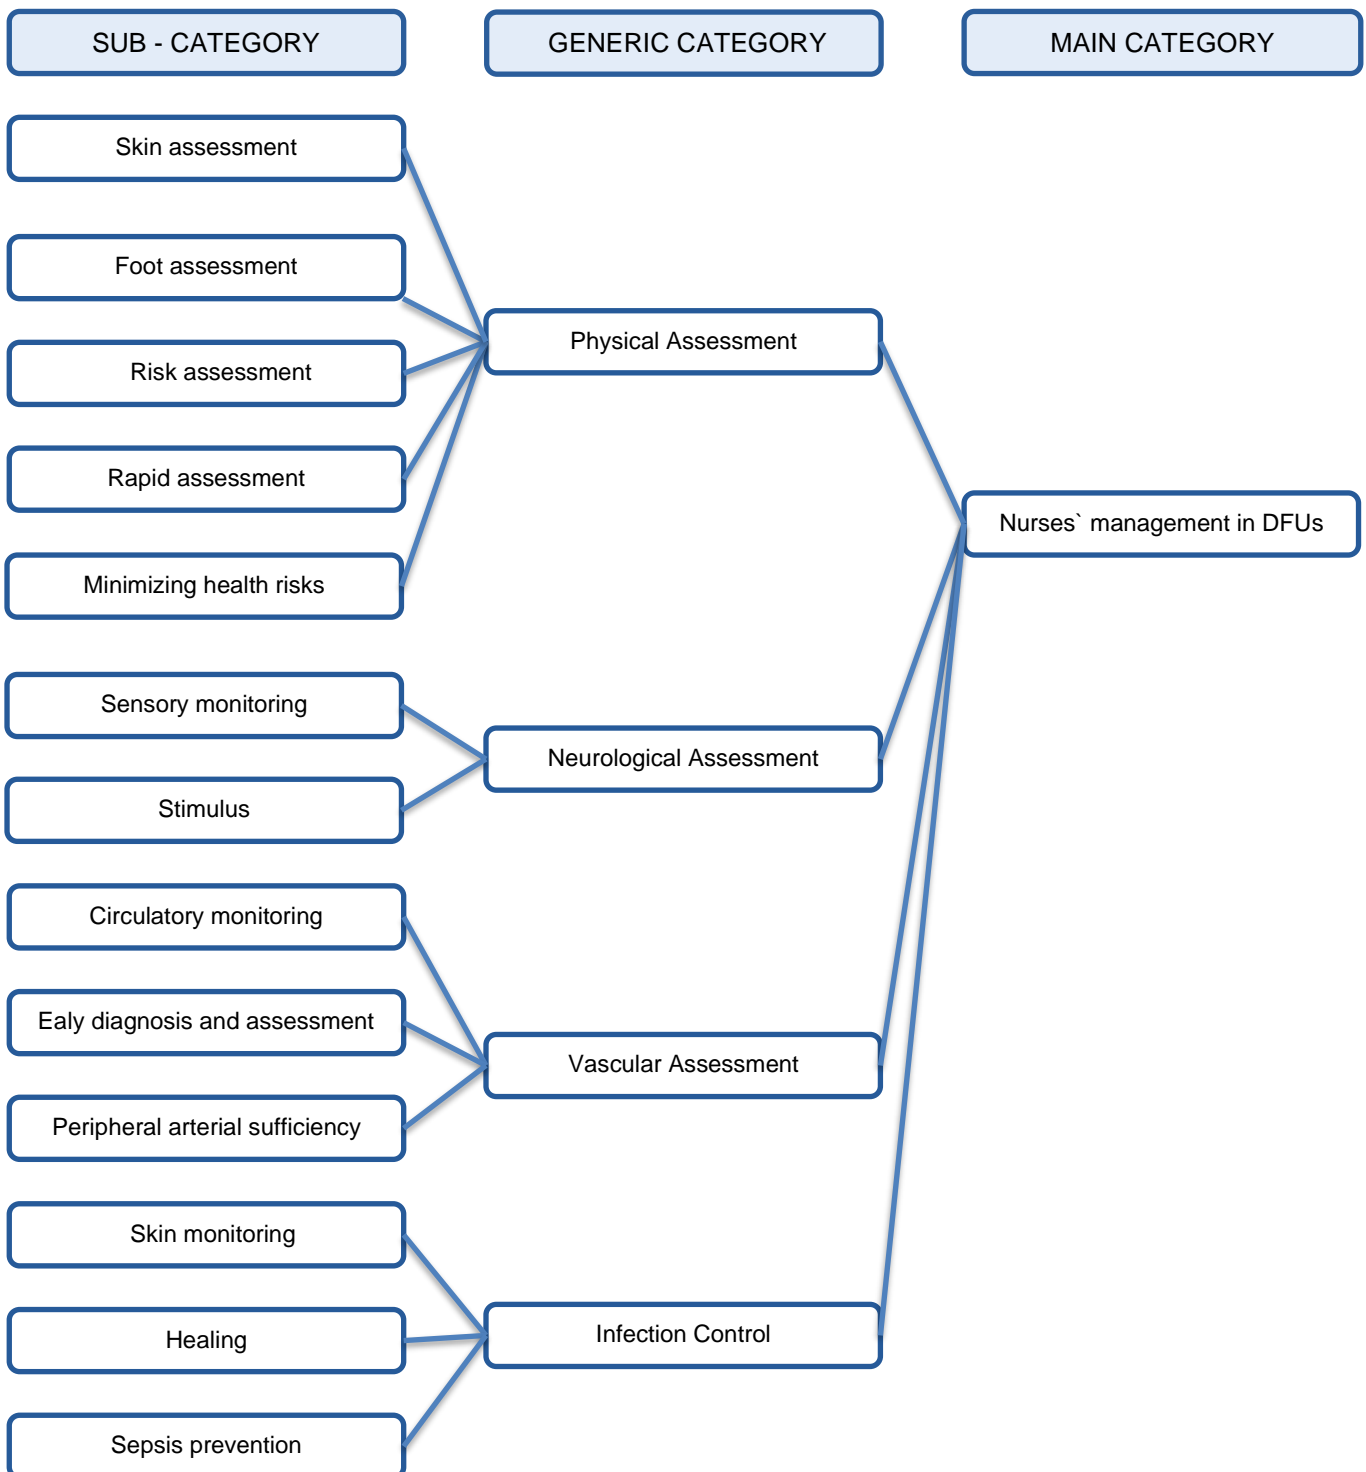 SUB - CATEGORY
GENERIC CATEGORY
MAIN CATEGORY
Skin assessment
Foot assessment
Risk assessment
Rapid assessment
Minimizing health risks
Physical Assessment
Sensory monitoring
Stimulus
Neurological Assessment
Circulatory monitoring
Ealy diagnosis and assessment
Peripheral arterial sufficiency
Vascular Assessment
Skin monitoring
Healing
Sepsis prevention
Infection Control
Nurses` management in DFUs